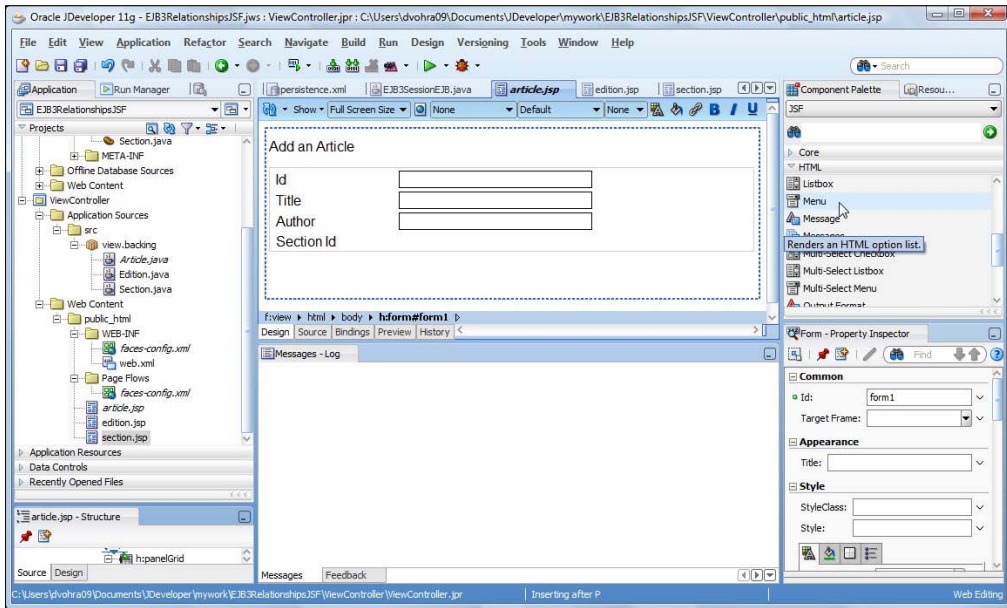 Oracle JDeveloper 11g - EJB3RelationshipsJSF.jws : ViewController.jpr : C:\Users\dvohra09\Documents\JDeveloper\mywork\EJB3RelationshipsJSF\ViewController\public_html\article.jsp
File Edit View Application Refactor Search Navigate Build Run Design Versioning Tools Window Help
Search
Application Running
EJB3RelationshipsJSF
Projects
Section.java
META-INF
Offline Database Sources
Web Content
ViewController
Application Sources
src
view.backing
Article.java
Edition.java
Section.java
Web Content
public_html
WEB-INF
faces-config.xml
web.xml
Page Flows
faces-config.xml
article.jsp
edition.jsp
section.jsp
Application Resources
Data Controls
Recently Opened Files
article.jsp - Structure
h:panelGrid
Source Design
persistence.xml EJB3SessionEJB.java article.jsp edition.jsp section.jsp
Show Full Screen Size None Default None B I U
Add an Article
Id
Title
Author
Section Id
f:view html body h:form#form1
Design Source Bindings Preview History
Messages - Log
Messages Feedback
Component Palette Resou...
JSF
Core
HTML
Listbox
Menu
Message
Messages
Renders an HTML option list.
Multi-Select Checkbox
Multi-Select Listbox
Multi-Select Menu
Output Format
Form - Property Inspector
Find
Common
Id: form1
Target Frame:
Appearance
Title:
Style
StyleClass:
Style:
C:\Users\dvohra09\Documents\JDeveloper\mywork\EJB3RelationshipsJSF\ViewController\ViewController.jpr Inserting after P Web Editing